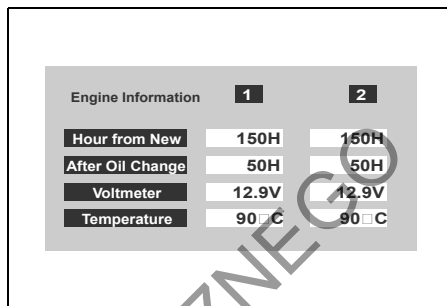 Engine Information 1 2
Hour from New 150H 150H
After Oil Change 50H 50H
Voltmeter 12.9V 12.9V
Temperature 90□C 90□C
ZNEGO